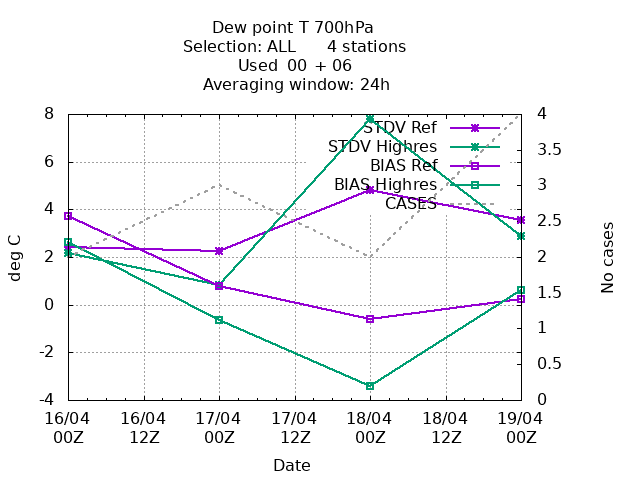 Dew point T 700hPa
Selection: ALL      4 stations
Used  00 + 06
Averaging window: 24h
STDV Ref
STDV Highres
BIAS Ref
BIAS Highres
CASES
8
6
4
2
0
-2
-4
4
3.5
3
2.5
2
1.5
1
0.5
0
deg C
No cases
16/04 16/04 17/04 17/04 18/04 18/04 19/04
00Z 12Z 00Z 12Z 00Z 12Z 00Z
Date